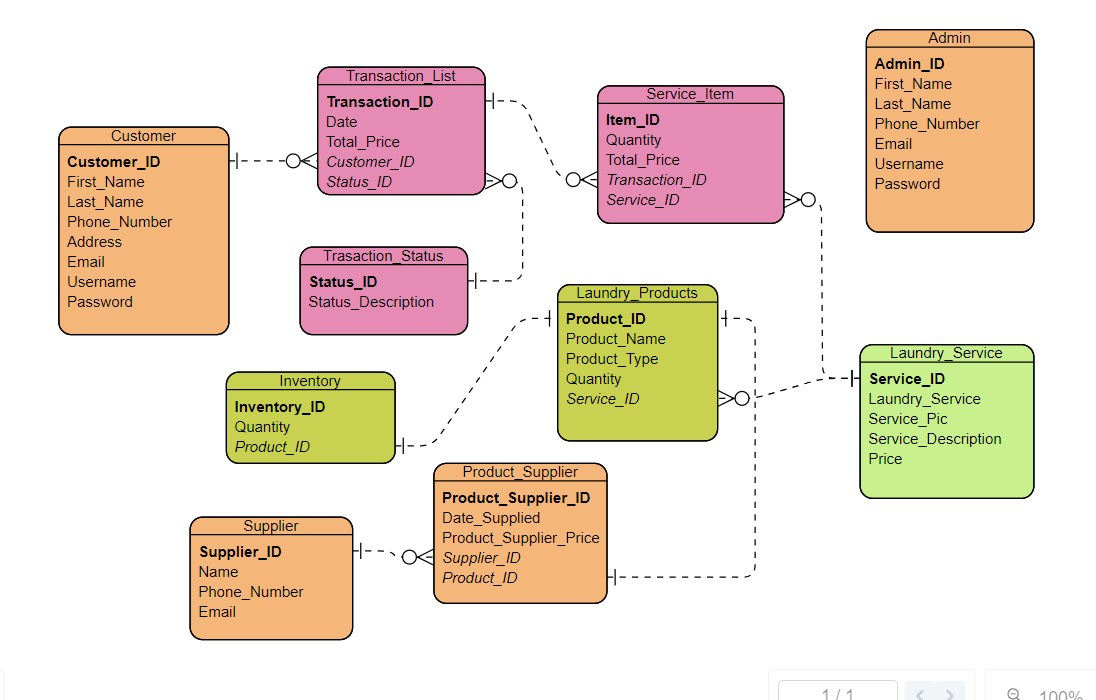 Admin
Admin_ID
First_Name
Last_Name
Phone_Number
Email
Username
Password
Transaction_List
Transaction_ID
Date
Total_Price
Customer_ID
Status_ID
Service_Item
Item_ID
Quantity
Total_Price
Transaction_ID
Service_ID
Customer
Customer_ID
First_Name
Last_Name
Phone_Number
Address
Email
Username
Password
Trasaction_Status
Status_ID
Status_Description
Laundry_Products
Product_ID
Product_Name
Product_Type
Quantity
Service_ID
Laundry_Service
Service_ID
Laundry_Service
Service_Pic
Service_Description
Price
Inventory
Inventory_ID
Quantity
Product_ID
Product_Supplier
Product_Supplier_ID
Date_Supplied
Product_Supplier_Price
Supplier_ID
Product_ID
Supplier
Supplier_ID
Name
Phone_Number
Email
1 / 1
100%